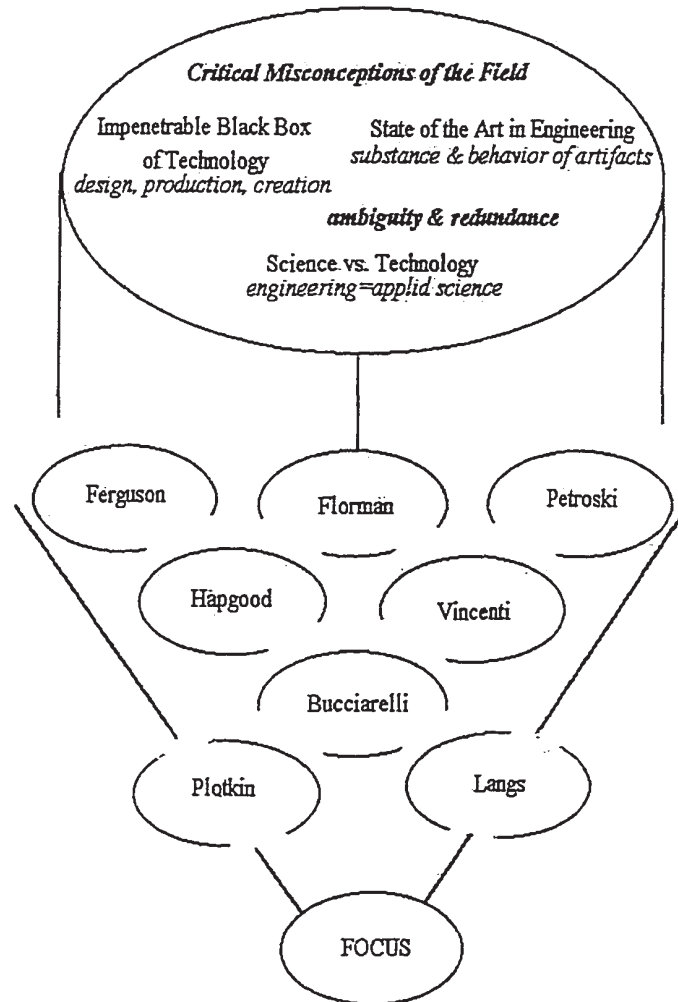 Critical Misconceptions of the Field
Impenetrable Black Box
of Technology
design, production, creation
State of the Art in Engineering
substance & behavior of artifacts
ambiguity & redundance
Science vs. Technology
engineering=applid science
Ferguson
Florman
Petroski
Hapgood
Vincenti
Bucciarelli
Plotkin
Langs
FOCUS